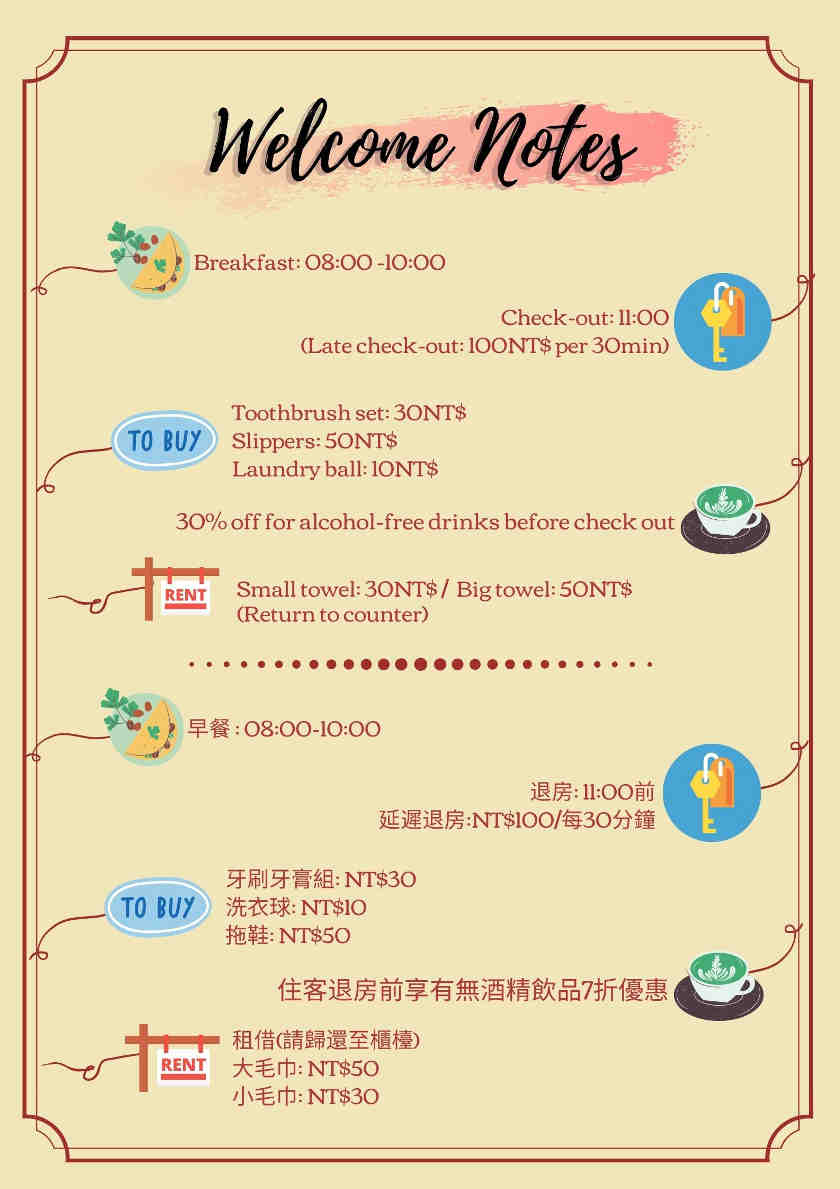 Welcome Notes
Breakfast: 08:00 -10:00
Check-out: 11:00
(Late check-out: 100NT$ per 30min)
TO BUY
Toothbrush set: 30NT$
Slippers: 50NT$
Laundry ball: 10NT$
30% off for alcohol-free drinks before check out
RENT
Small towel: 30NT$ / Big towel: 50NT$
(Return to counter)
早餐 : 08:00-10:00
退房: 11:00前
延遲退房:NT$100/每30分鐘
TO BUY
牙刷牙膏組: NT$30
洗衣球: NT$10
拖鞋: NT$50
住客退房前享有無酒精飲品7折優惠
RENT
租借(請歸還至櫃檯)
大毛巾: NT$50
小毛巾: NT$30